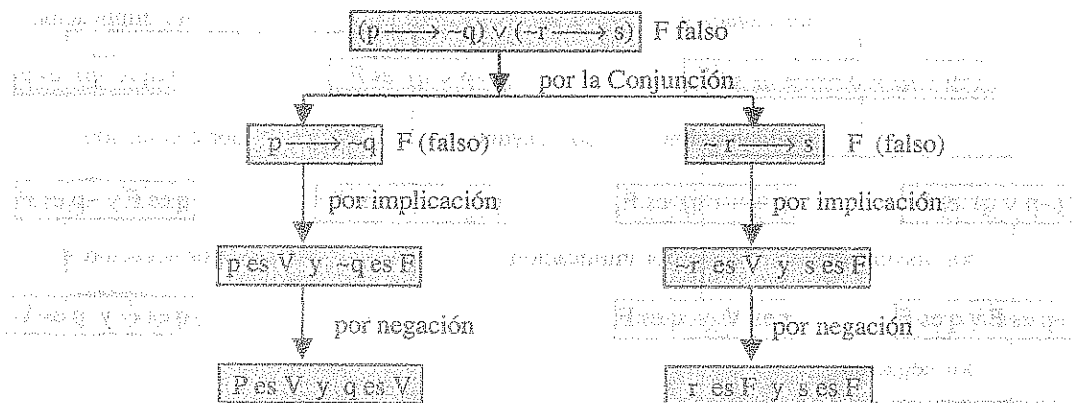 (p ⟶ ~q) ∨ (~r ⟶ s) F falso
por la Conjunción
p ⟶ ~q F (falso)
~ r ⟶ s F (falso)
por implicación
por implicación
p es V y ~q es F
~r es V y s es F
por negación
por negación
P es V y q es V
r es F y s es F